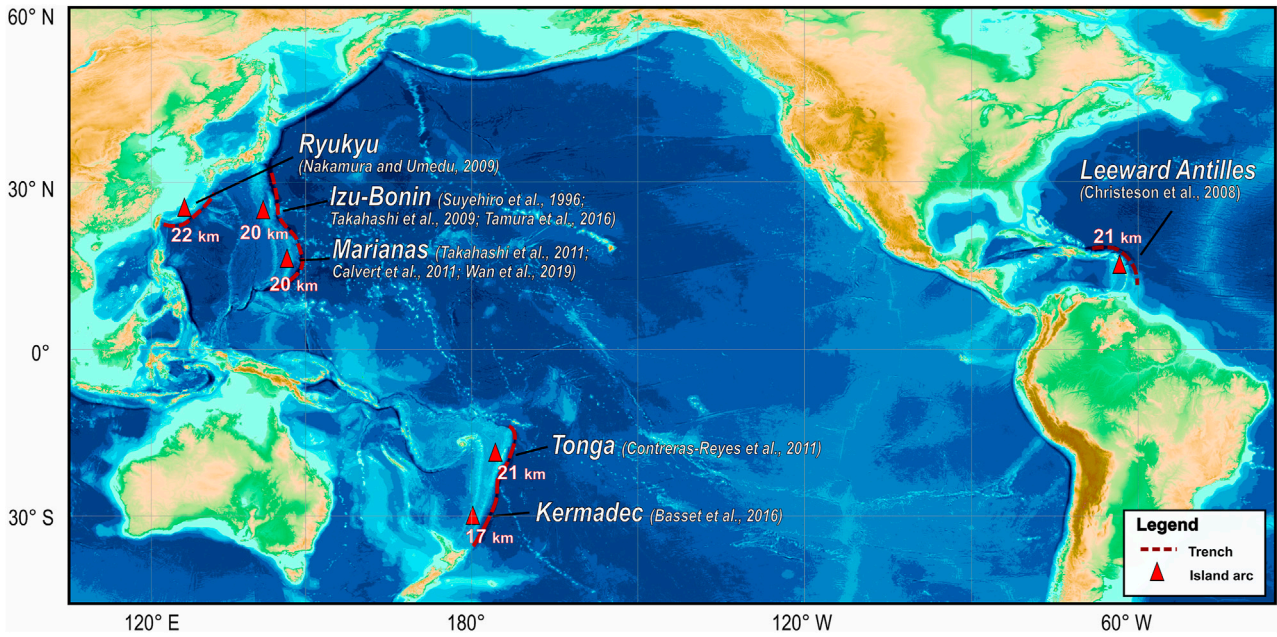 60° N
30° N
0°
30° S
Ryukyu
(Nakamura and Umedu, 2009)
Izu-Bonin (Suyehiro et al., 1996;
Takahashi et al., 2009; Tamura et al., 2016)
Marianas (Takahashi et al., 2011;
Calvert et al., 2011; Wan et al., 2019)
22 km
20 km
20 km
Leeward Antilles
(Christeson et al., 2008)
21 km
Tonga (Contreras-Reyes et al., 2011)
21 km
Kermadec (Basset et al., 2016)
17 km
Legend
Trench
Island arc
120° E
180°
120° W
60° W